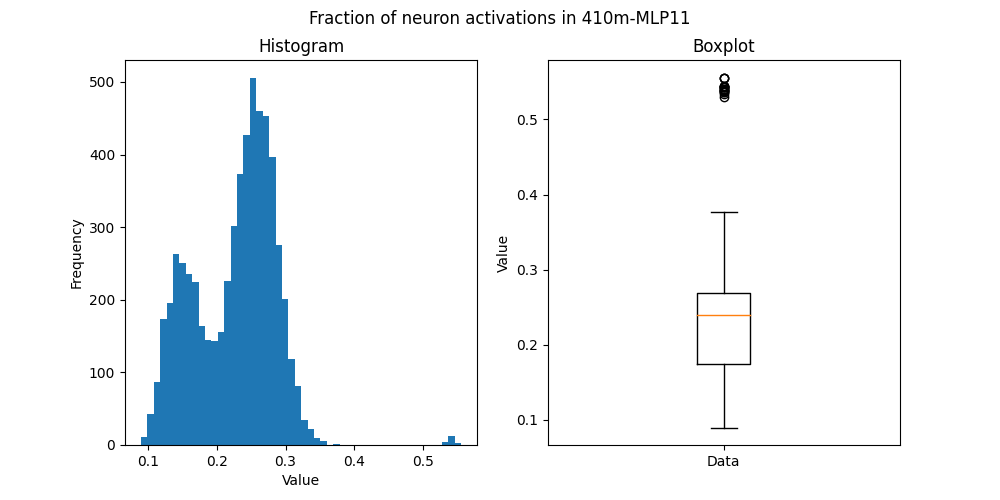 Fraction of neuron activations in 410m-MLP11
Histogram
Frequency
500
400
300
200
100
0
0.1 0.2 0.3 0.4 0.5
Value
Boxplot
Value
0.5
0.4
0.3
0.2
0.1
Data